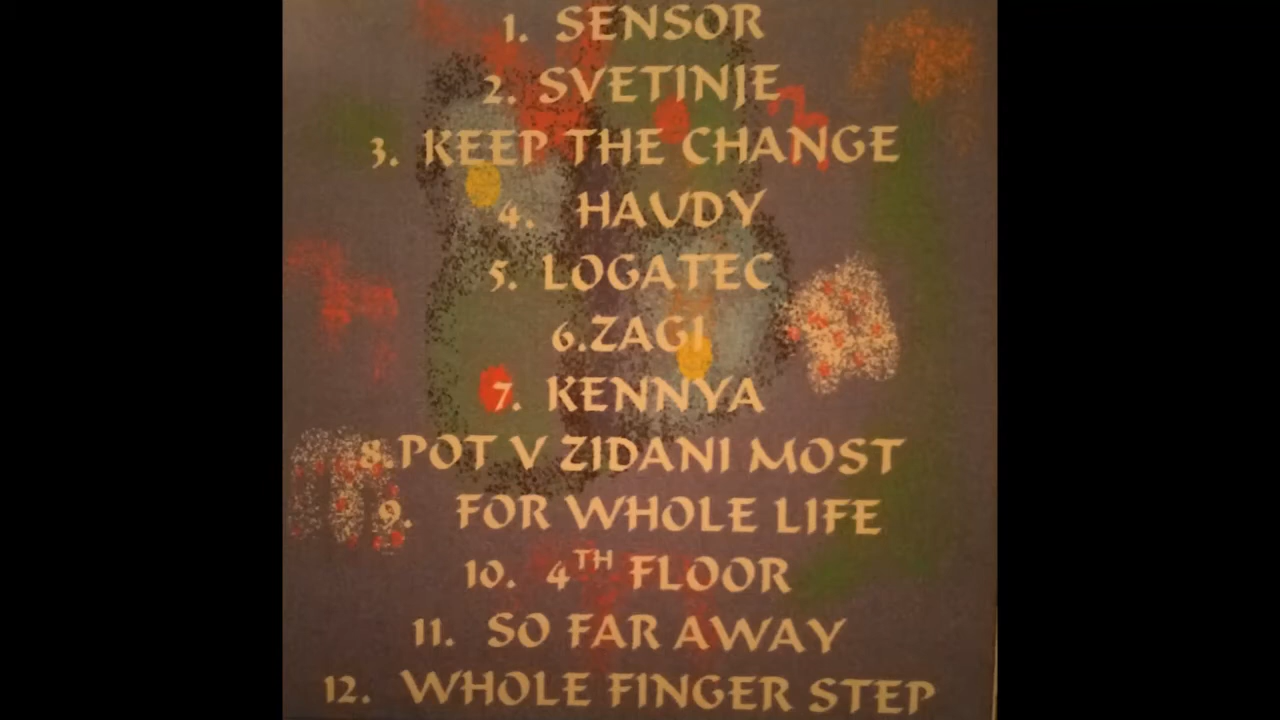 1. SENSOR
2. SVETINJE
3. KEEP THE CHANGE
4. HAUDY
5. LOGATEC
6.ZAGI
7. KENNYA
8.POT V ZIDANI MOST
9. FOR WHOLE LIFE
10. 4TH FLOOR
11. SO FAR AWAY
12. WHOLE FINGER STEP